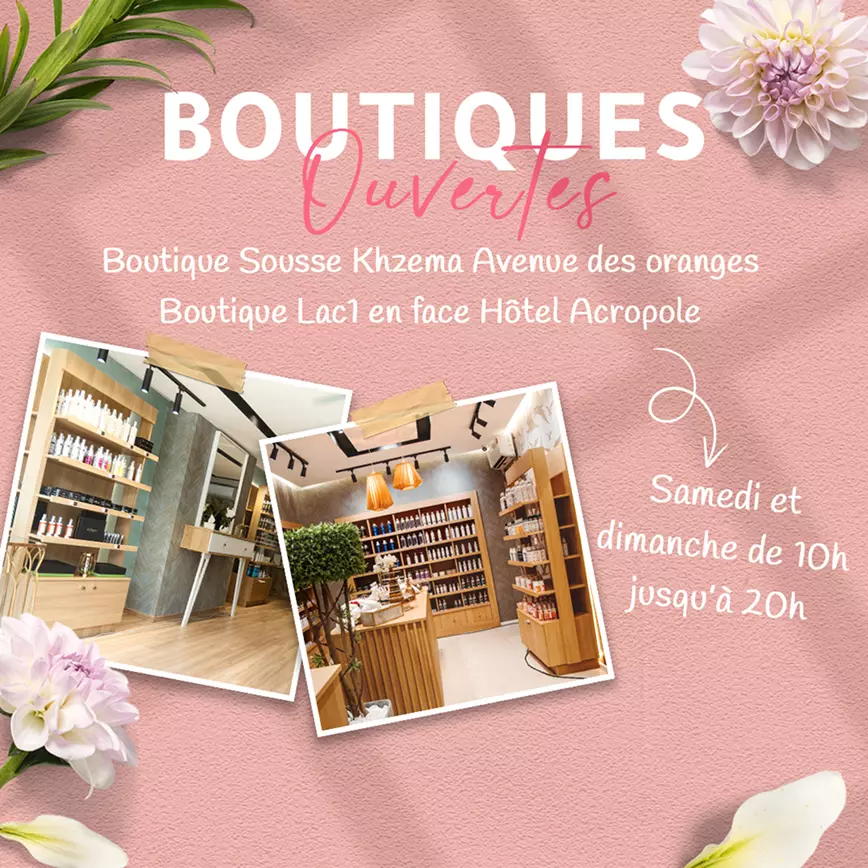 BOUTIQUES
Ouvertes
Boutique Sousse Khzema Avenue des oranges
Boutique Lac1 en face Hôtel Acropole
Samedi et
dimanche de 10h
jusqu'à 20h